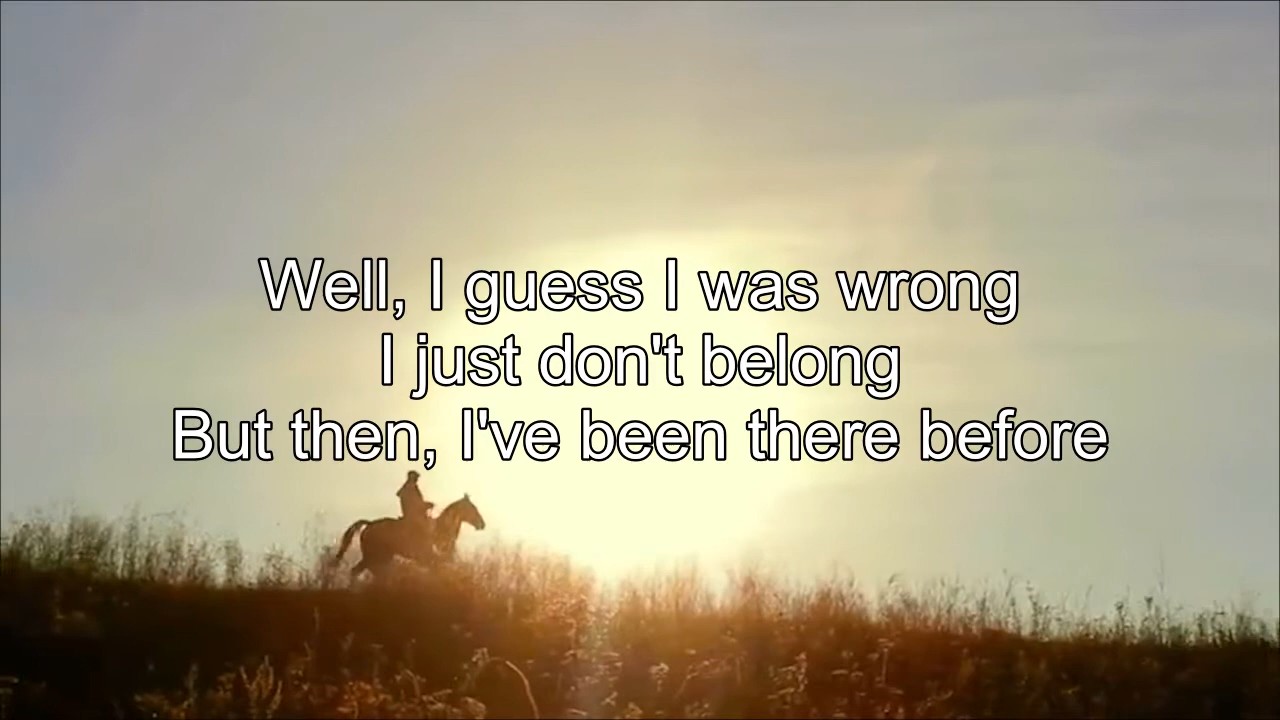 Well, I guess I was wrong
I just don't belong
But then, I've been there before